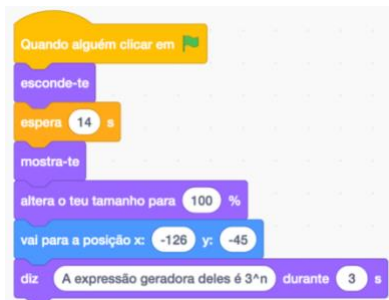 Quando alguém clicar em
esconde-te
espera 14 s
mostra-te
altera o teu tamanho para 100 %
vai para a posição x: -126 y: -45
diz A expressão geradora deles é 3^n durante 3 s